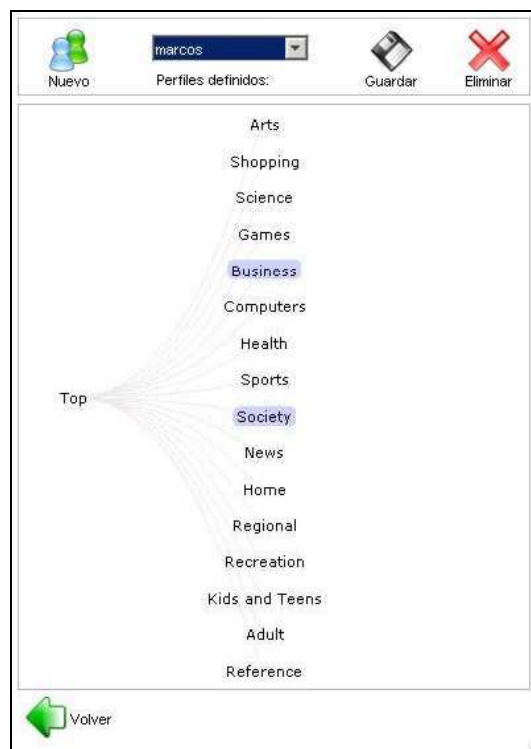 marcos
Nuevo
Perfiles definidos:
Guardar
Eliminar
Arts
Shopping
Science
Games
Business
Computers
Health
Sports
Top
Society
News
Home
Regional
Recreation
Kids and Teens
Adult
Reference
Volver